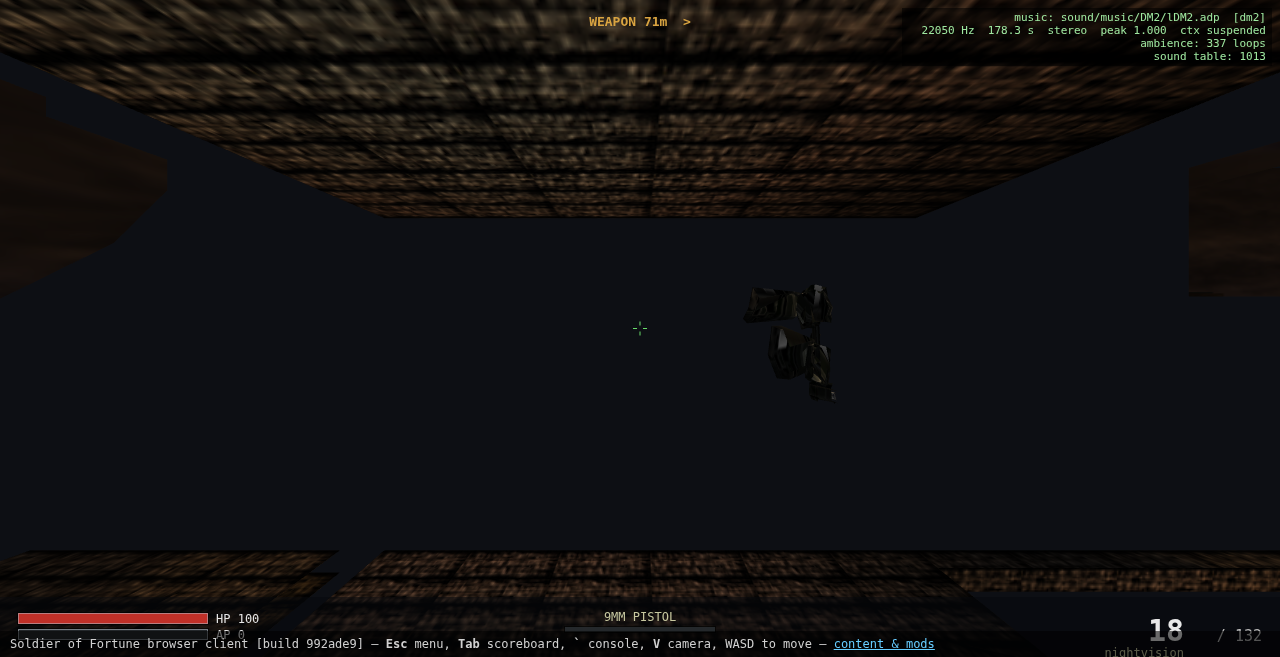 WEAPON 71m >
music: sound/music/DM2/lDM2.adp [dm2]
22050 Hz 178.3 s stereo peak 1.000 ctx suspended
ambience: 337 loops
sound table: 1013
HP 100
AP 0
9MM PISTOL
18 / 132
nightvision
Soldier of Fortune browser client [build 992ade9] — Esc menu, Tab scoreboard, ` console, V camera, WASD to move — content & mods